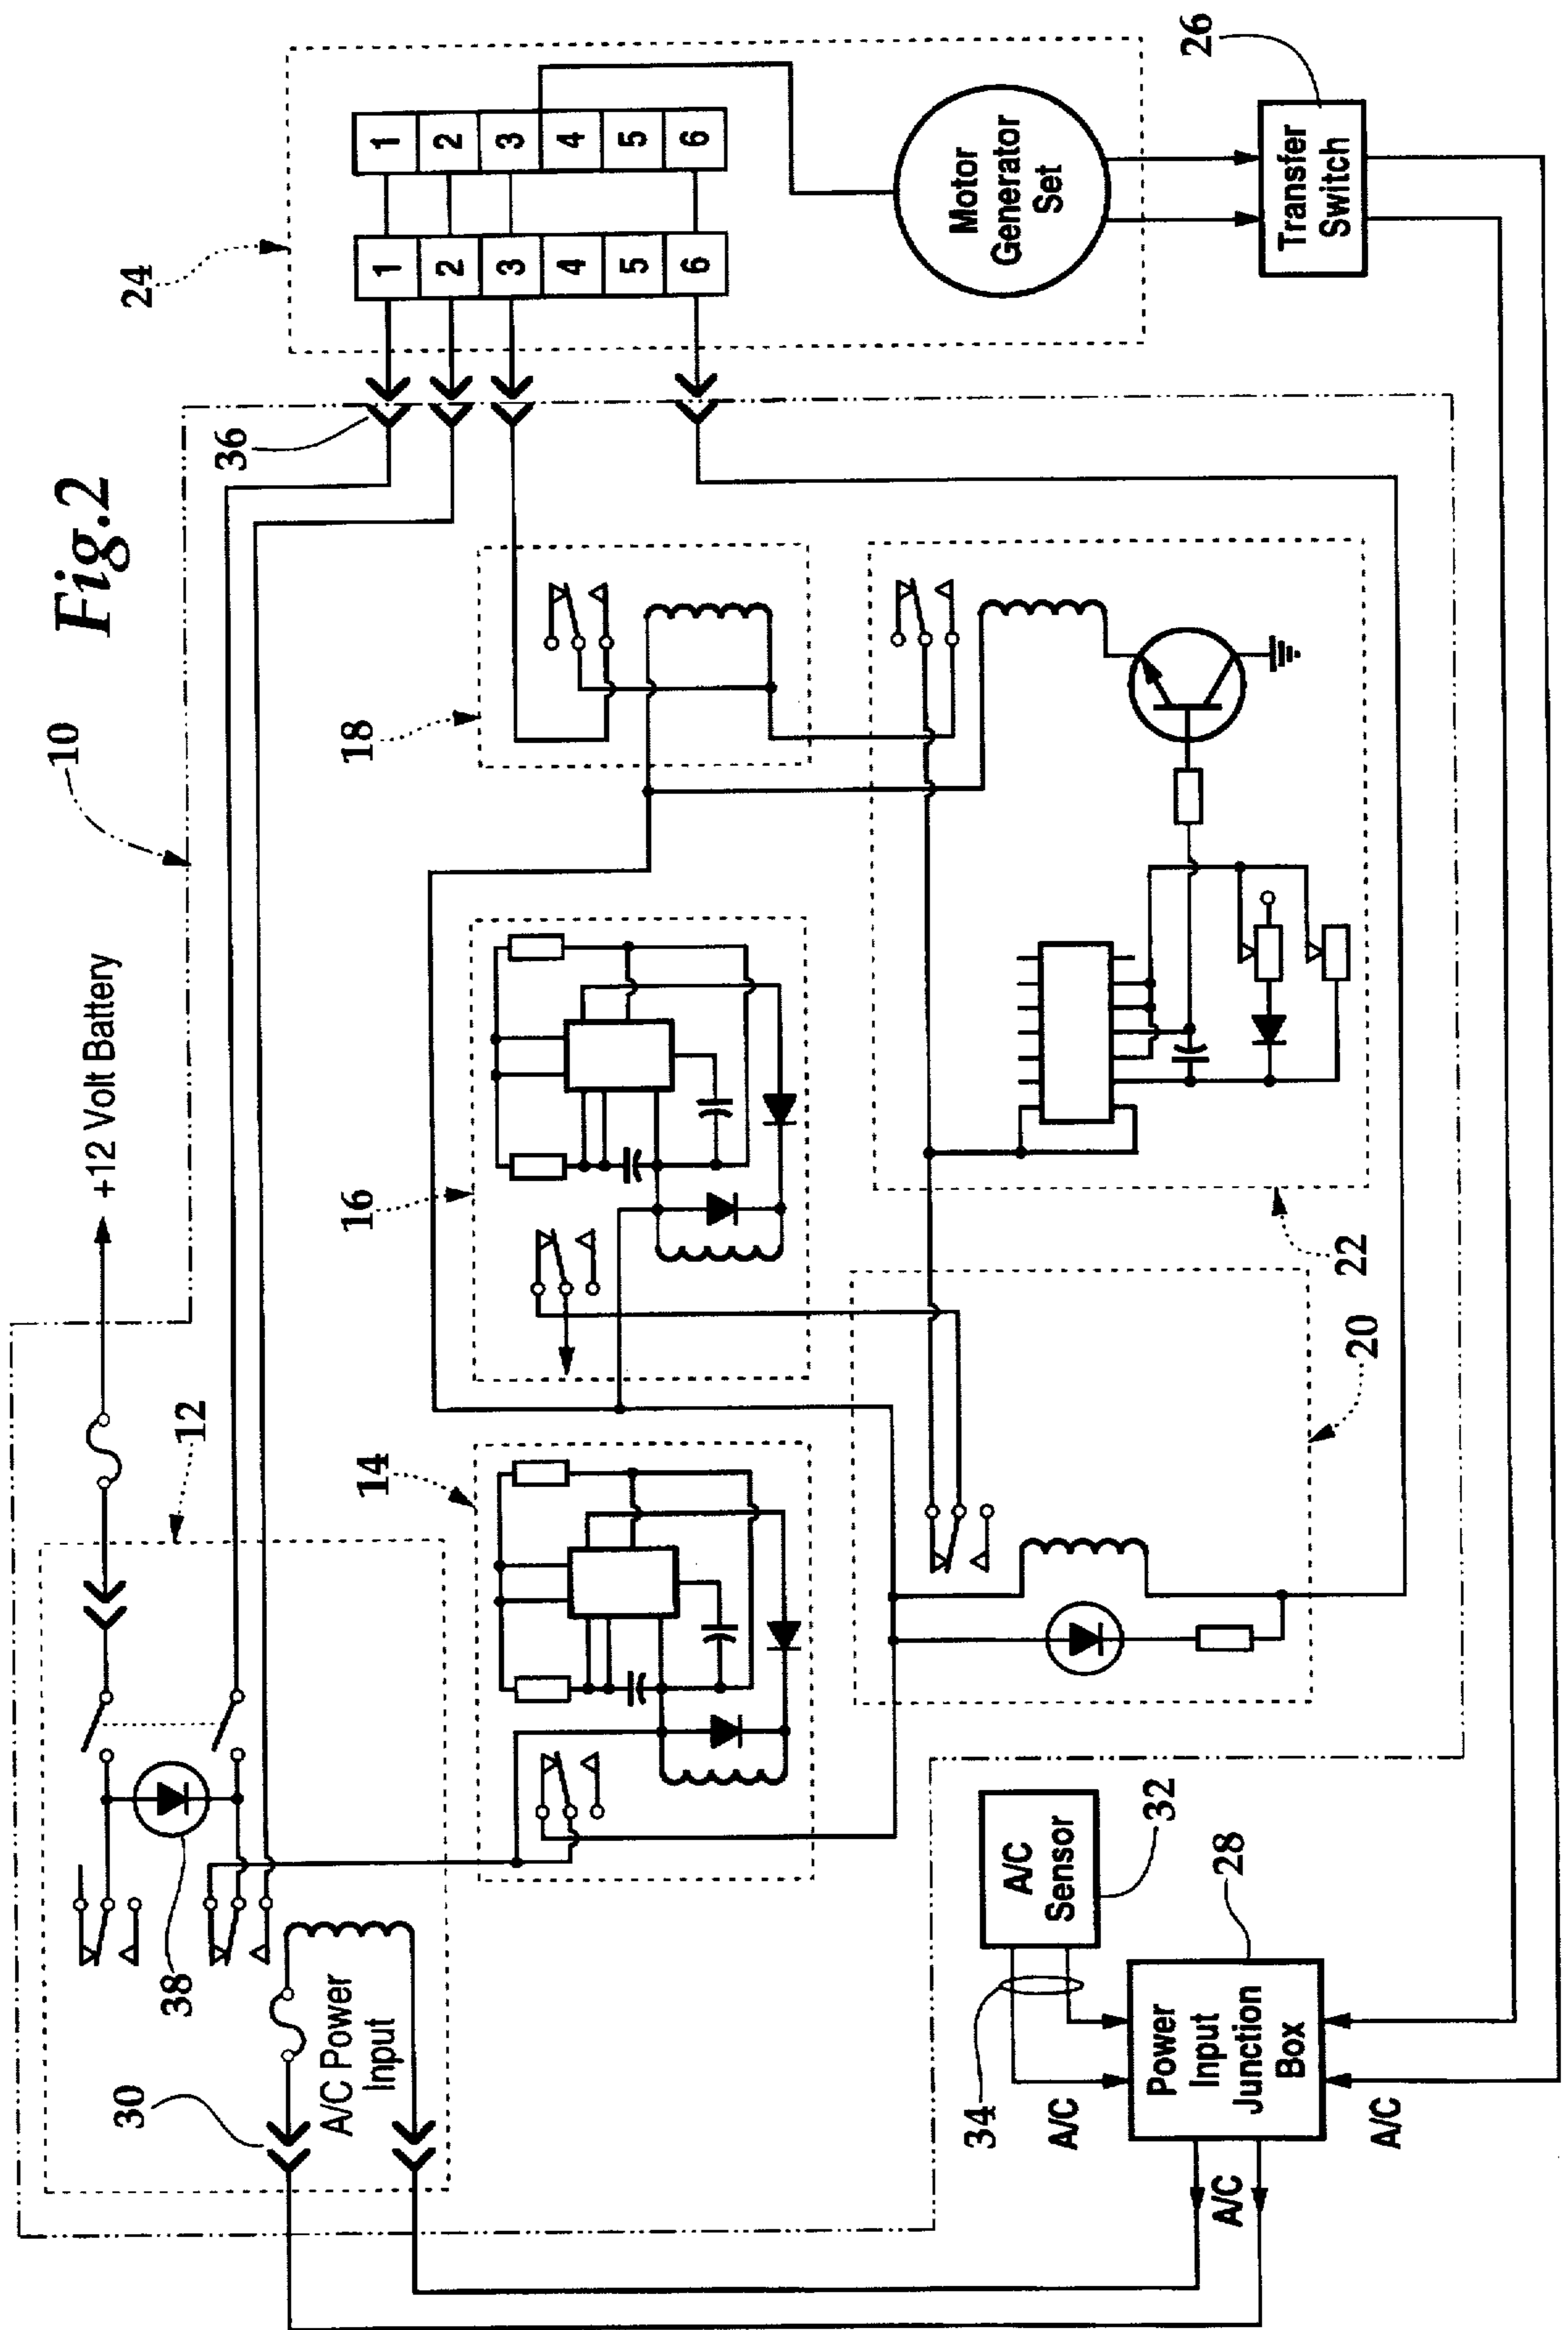 Fig.2
10
+12 Volt Battery
12
38
30
A/C Power
Input
14
16
18
20
22
24
1
2
3
4
5
6
1
2
3
4
5
6
36
Motor
Generator
Set
26
Transfer
Switch
A/C
Sensor
32
34
A/C
28
Power
Input
Junction
Box
A/C
A/C